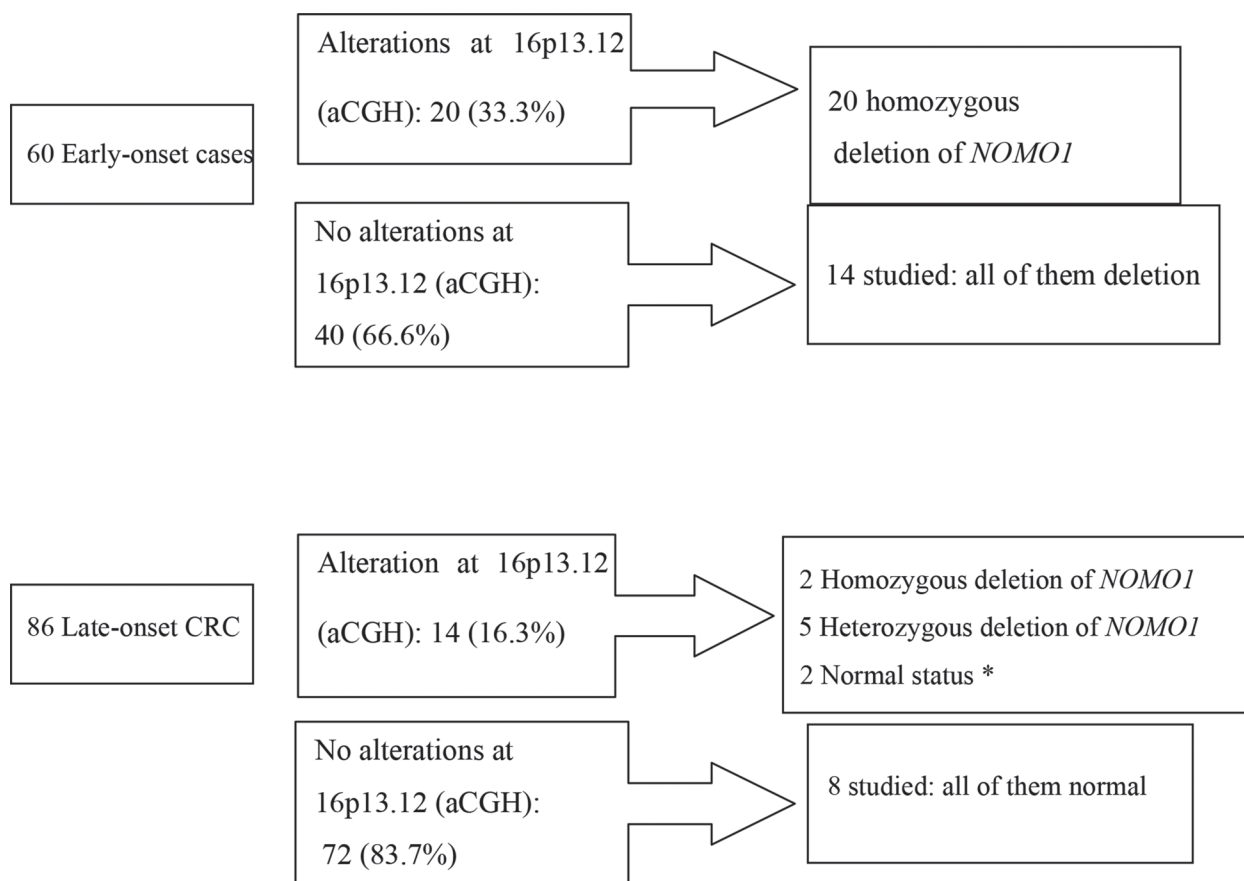 60 Early-onset cases
Alterations at 16p13.12
(aCGH): 20 (33.3%)
20 homozygous
deletion of NOMO1
No alterations at
16p13.12 (aCGH):
40 (66.6%)
14 studied: all of them deletion
86 Late-onset CRC
Alteration at 16p13.12
(aCGH): 14 (16.3%)
2 Homozygous deletion of NOMO1
5 Heterozygous deletion of NOMO1
2 Normal status *
No alterations at
16p13.12 (aCGH):
72 (83.7%)
8 studied: all of them normal